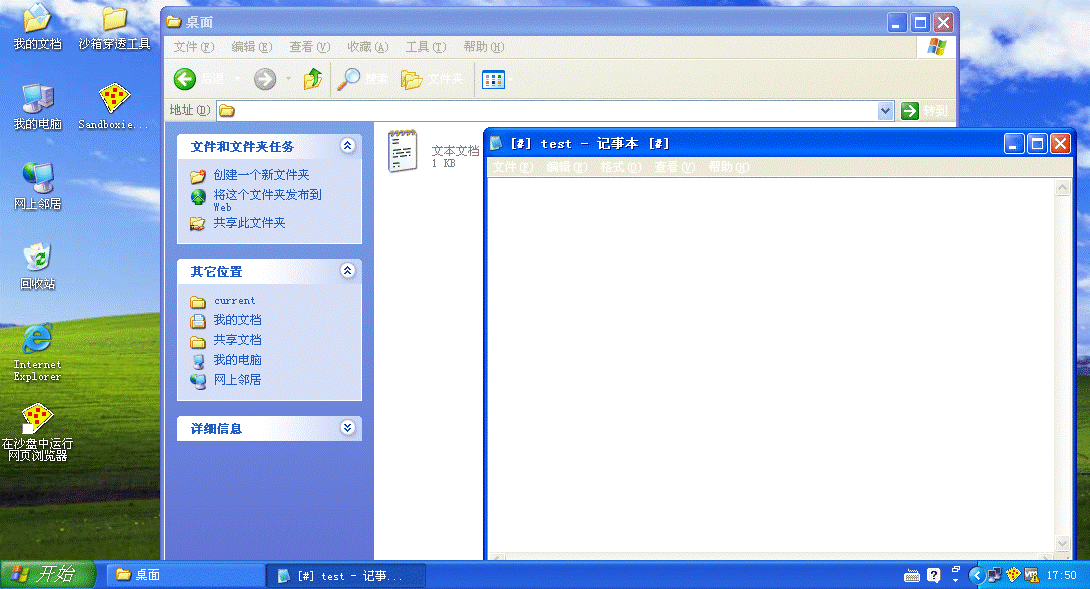 我的文档
沙箱穿透工具
我的电脑
Sandboxie...
网上邻居
回收站
Internet
Explorer
在沙盘中运行
网页浏览器
桌面
文件(F) 编辑(E) 查看(V) 收藏(A) 工具(T) 帮助(H)
后退 搜索 文件夹
地址(D) 转到
文件和文件夹任务
创建一个新文件夹
将这个文件夹发布到
Web
共享此文件夹
其它位置
current
我的文档
共享文档
我的电脑
网上邻居
详细信息
文本文档
1 KB
[#] test - 记事本 [#]
文件(F) 编辑(E) 格式(O) 查看(V) 帮助(H)
开始 桌面 [#] test - 记事... 17:50